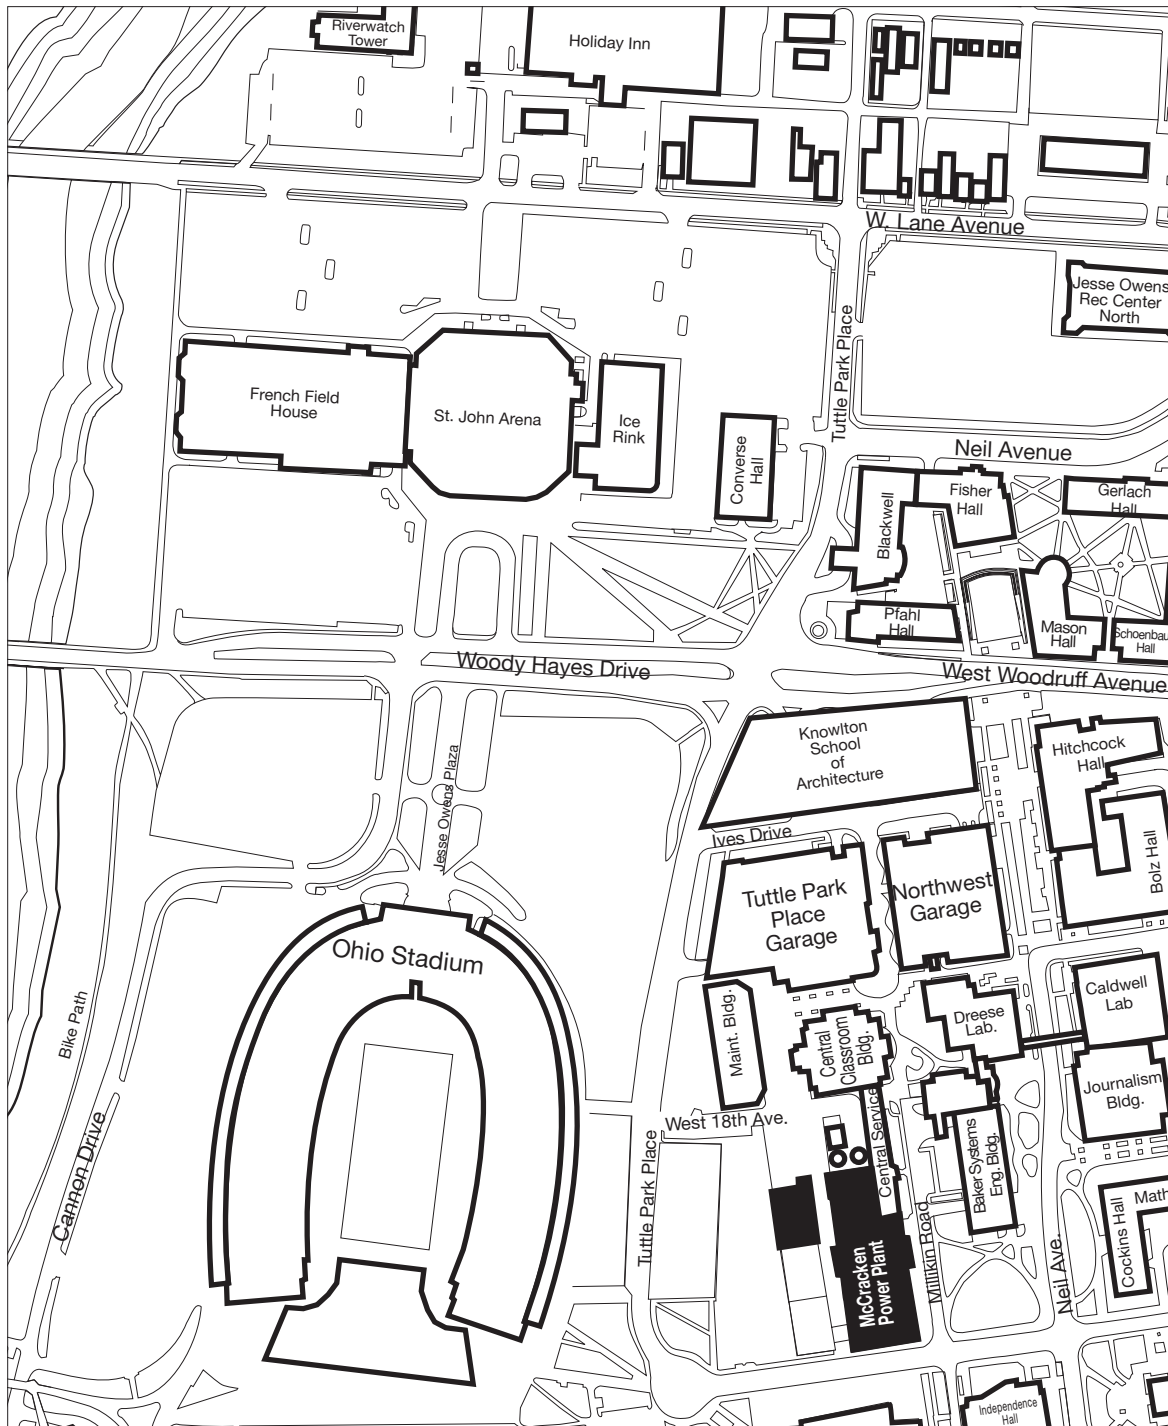 Riverwatch
Tower
Holiday Inn
W. Lane Avenue
Jesse Owens
Rec Center
North
Tuttle Park Place
French Field
House
St. John Arena
Ice
Rink
Converse
Hall
Neil Avenue
Blackwell
Fisher
Hall
Gerlach
Hall
Pfahl
Hall
Mason
Hall
Hall
Woody Hayes Drive
West Woodruff Avenue
Knowlton
School
of
Architecture
Hitchcock
Hall
Jesse Owens Plaza
Ives Drive
Bolz Hall
Tuttle Park
Place
Garage
Northwest
Garage
Ohio Stadium
Bike Path
Maint. Bldg.
Central
Classroom
Bldg.
Dreese
Lab.
Caldwell
Lab
Journalism
Bldg.
West 18th Ave.
Central Service
Baker Systems
Eng. Bldg.
Cannon Drive
Tuttle Park Place
McCracken
Power Plant
Millikin Road
Neil Ave.
Cockins Hall
Math
Independence
Hall